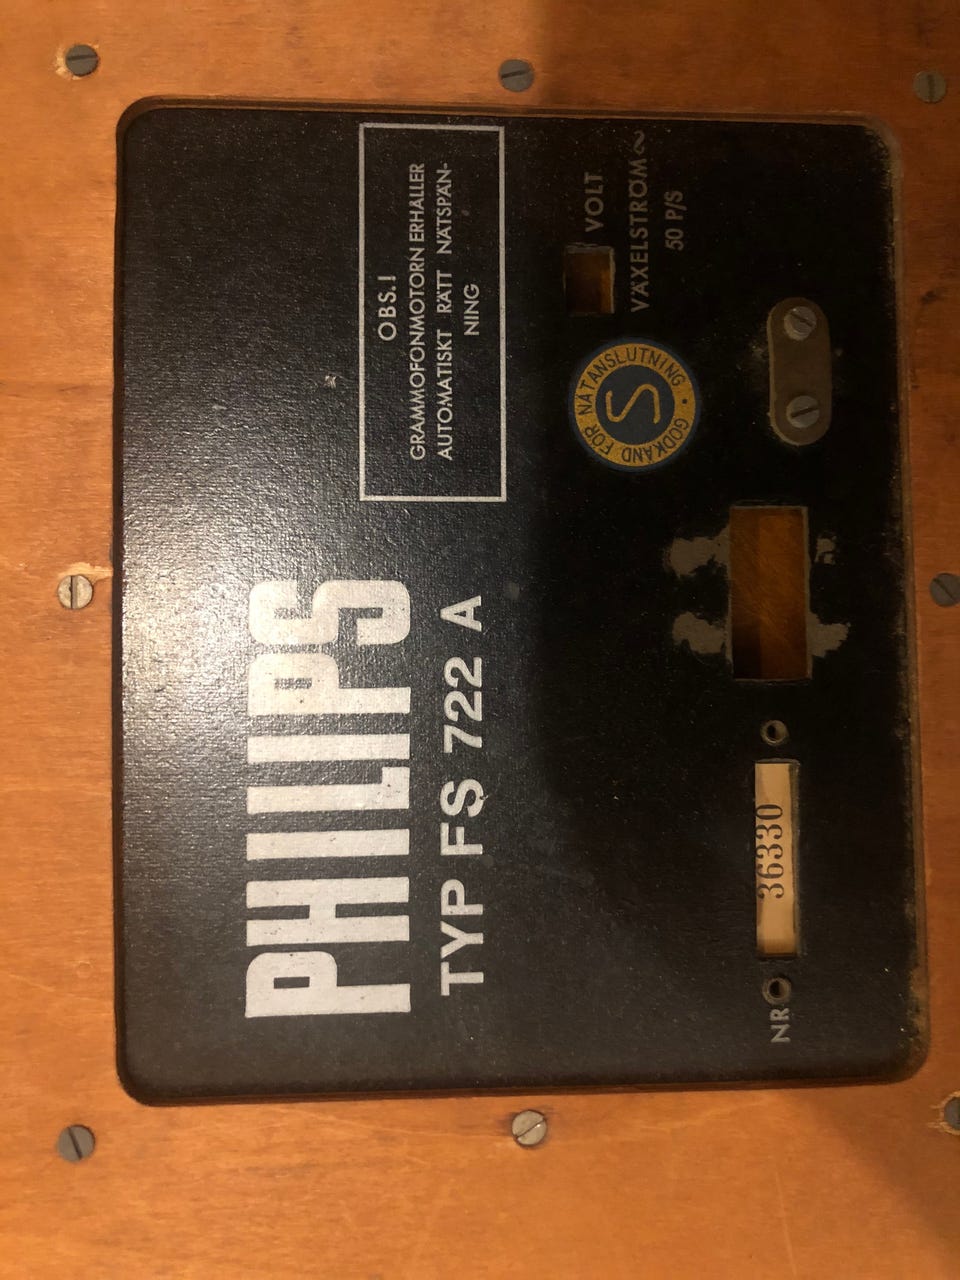 PHILIPS
TYP FS 722 A
OBS.!
GRAMMOFONMOTORN ERHÅLLER
AUTOMATISKT RÄTT NÄTSPÄN-
NING
VOLT
VÄXELSTRÖM ~
50 P/S
GODKÄND FÖR NÄTANSLUTNING •
S
NR
36330